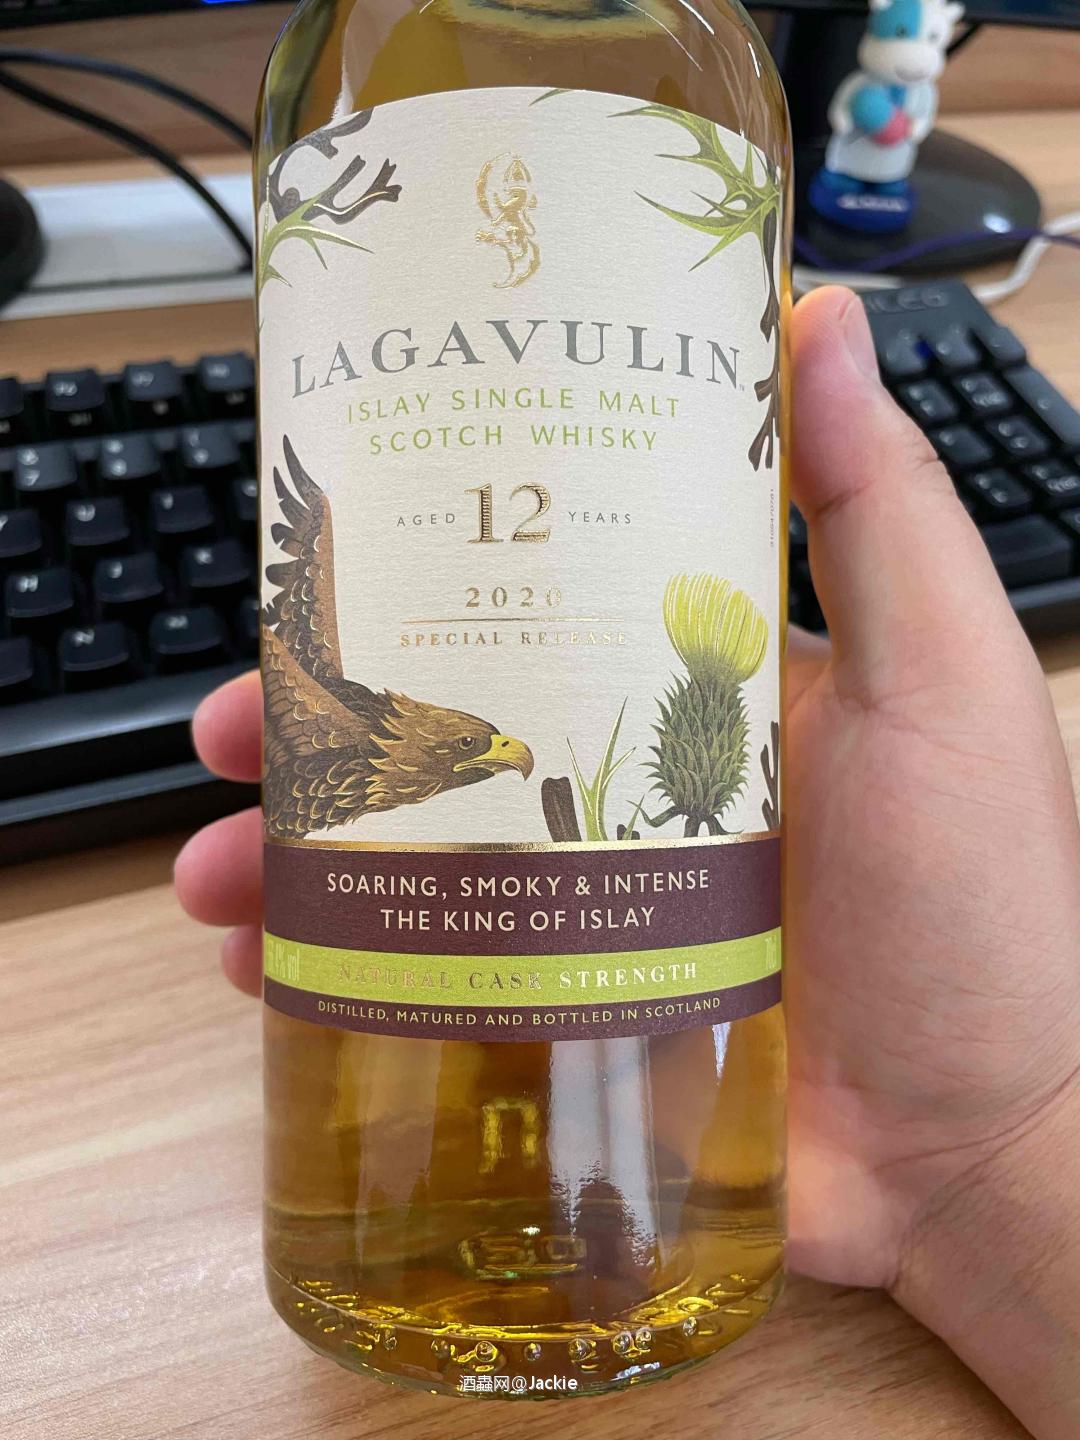 LAGAVULIN
ISLAY SINGLE MALT
SCOTCH WHISKY
AGED 12 YEARS
2020
SPECIAL RELEASE
SOARING, SMOKY & INTENSE
THE KING OF ISLAY
NATURAL CASK STRENGTH
DISTILLED, MATURED AND BOTTLED IN SCOTLAND
酒蟲网@Jackie